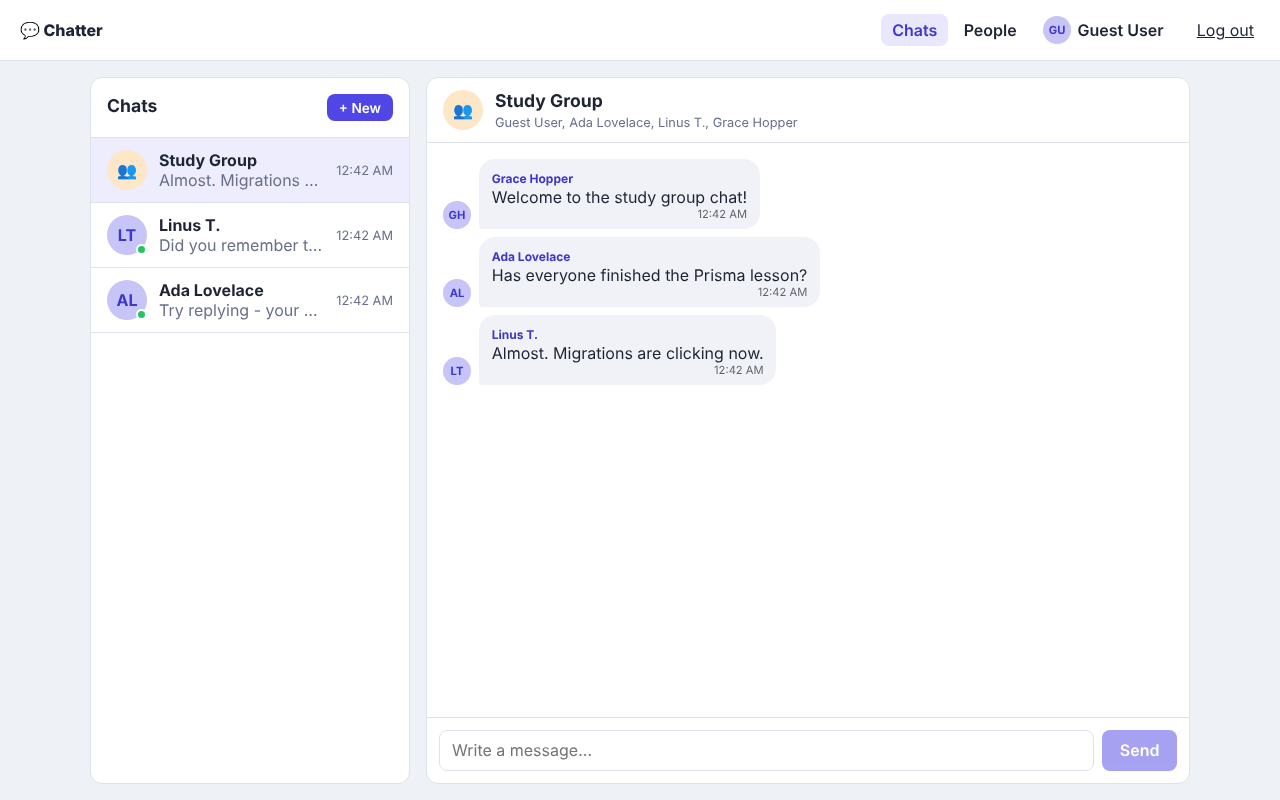 💬 Chatter
Chats
People
GU
Guest User
Log out
Chats
+ New
Study Group
Almost. Migrations ...
12:42 AM
LT
Linus T.
Did you remember t...
12:42 AM
AL
Ada Lovelace
Try replying - your ...
12:42 AM
Study Group
Guest User, Ada Lovelace, Linus T., Grace Hopper
GH
Grace Hopper
Welcome to the study group chat!
12:42 AM
AL
Ada Lovelace
Has everyone finished the Prisma lesson?
12:42 AM
LT
Linus T.
Almost. Migrations are clicking now.
12:42 AM
Write a message...
Send